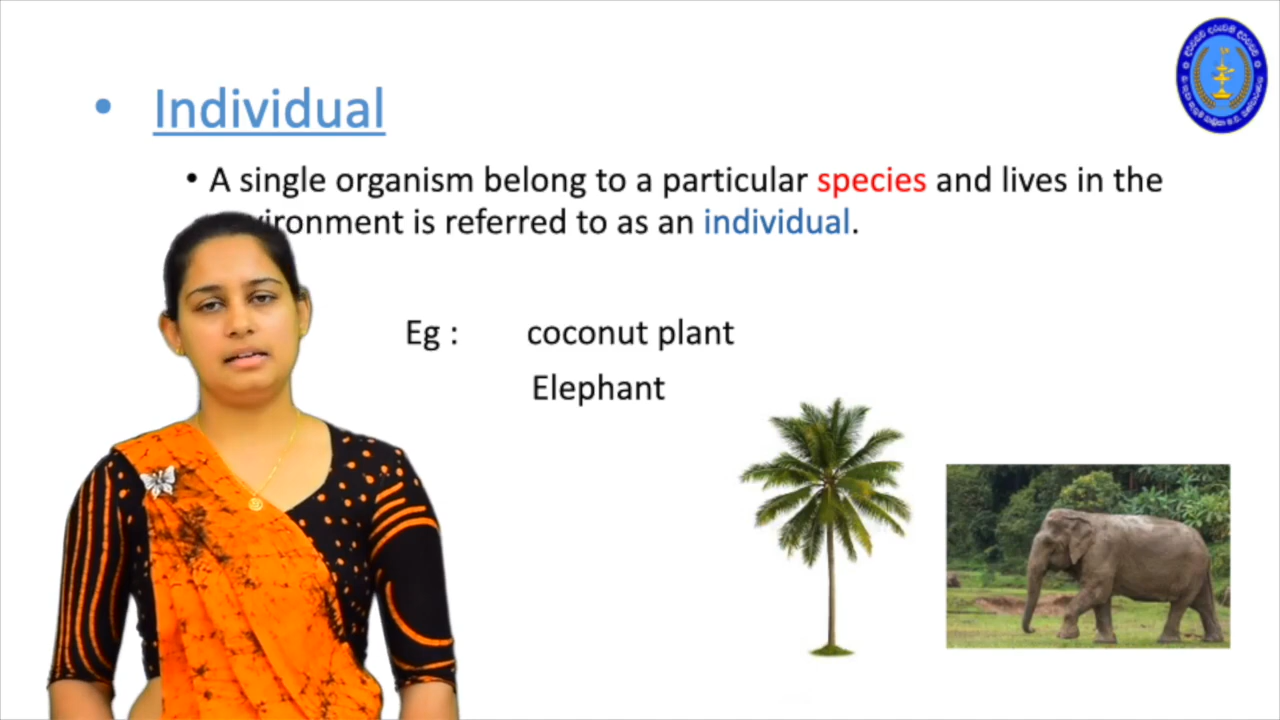 • Individual
• A single organism belong to a particular species and lives in the
is referred to as an individual.
Eg : coconut plant
Elephant